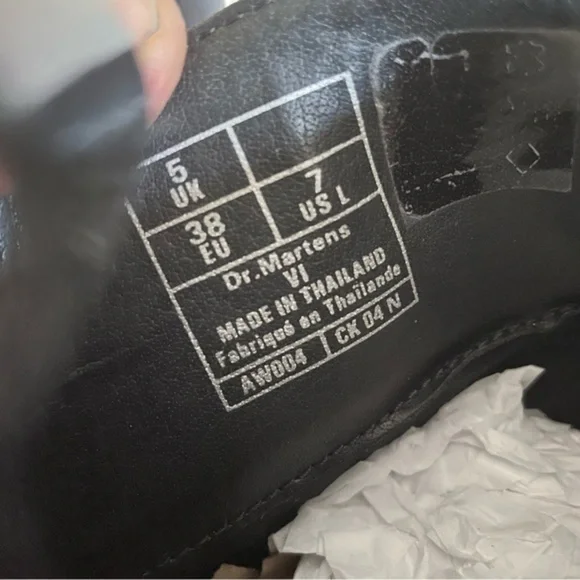 5
UK
38
EU
7
US L
Dr.Martens
VI
MADE IN THAILAND
Fabriqué en Thaïlande
AW004
CK 04 N